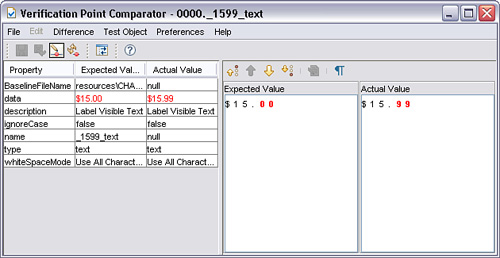 Verification Point Comparator - 0000._1599_text
File Edit Difference Test Object Preferences Help
Property Expected Val... Actual Value
BaselineFileName resources\CHA... null
data $15.00 $15.99
description Label Visible Text Label Visible Text
ignoreCase false false
name _1599_text null
type text text
whiteSpaceMode Use All Charact... Use All Charact...
Expected Value Actual Value
$15.00 $15.99